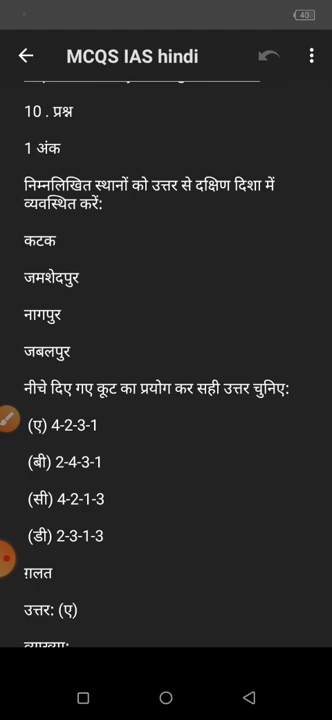 40
MCQS IAS hindi
10 . प्रश्न
1 अंक
निम्नलिखित स्थानों को उत्तर से दक्षिण दिशा में
व्यवस्थित करें:
कटक
जमशेदपुर
नागपुर
जबलपुर
नीचे दिए गए कूट का प्रयोग कर सही उत्तर चुनिए:
(ए) 4-2-3-1
(बी) 2-4-3-1
(सी) 4-2-1-3
(डी) 2-3-1-3
ग़लत
उत्तर: (ए)
व्याख्या: